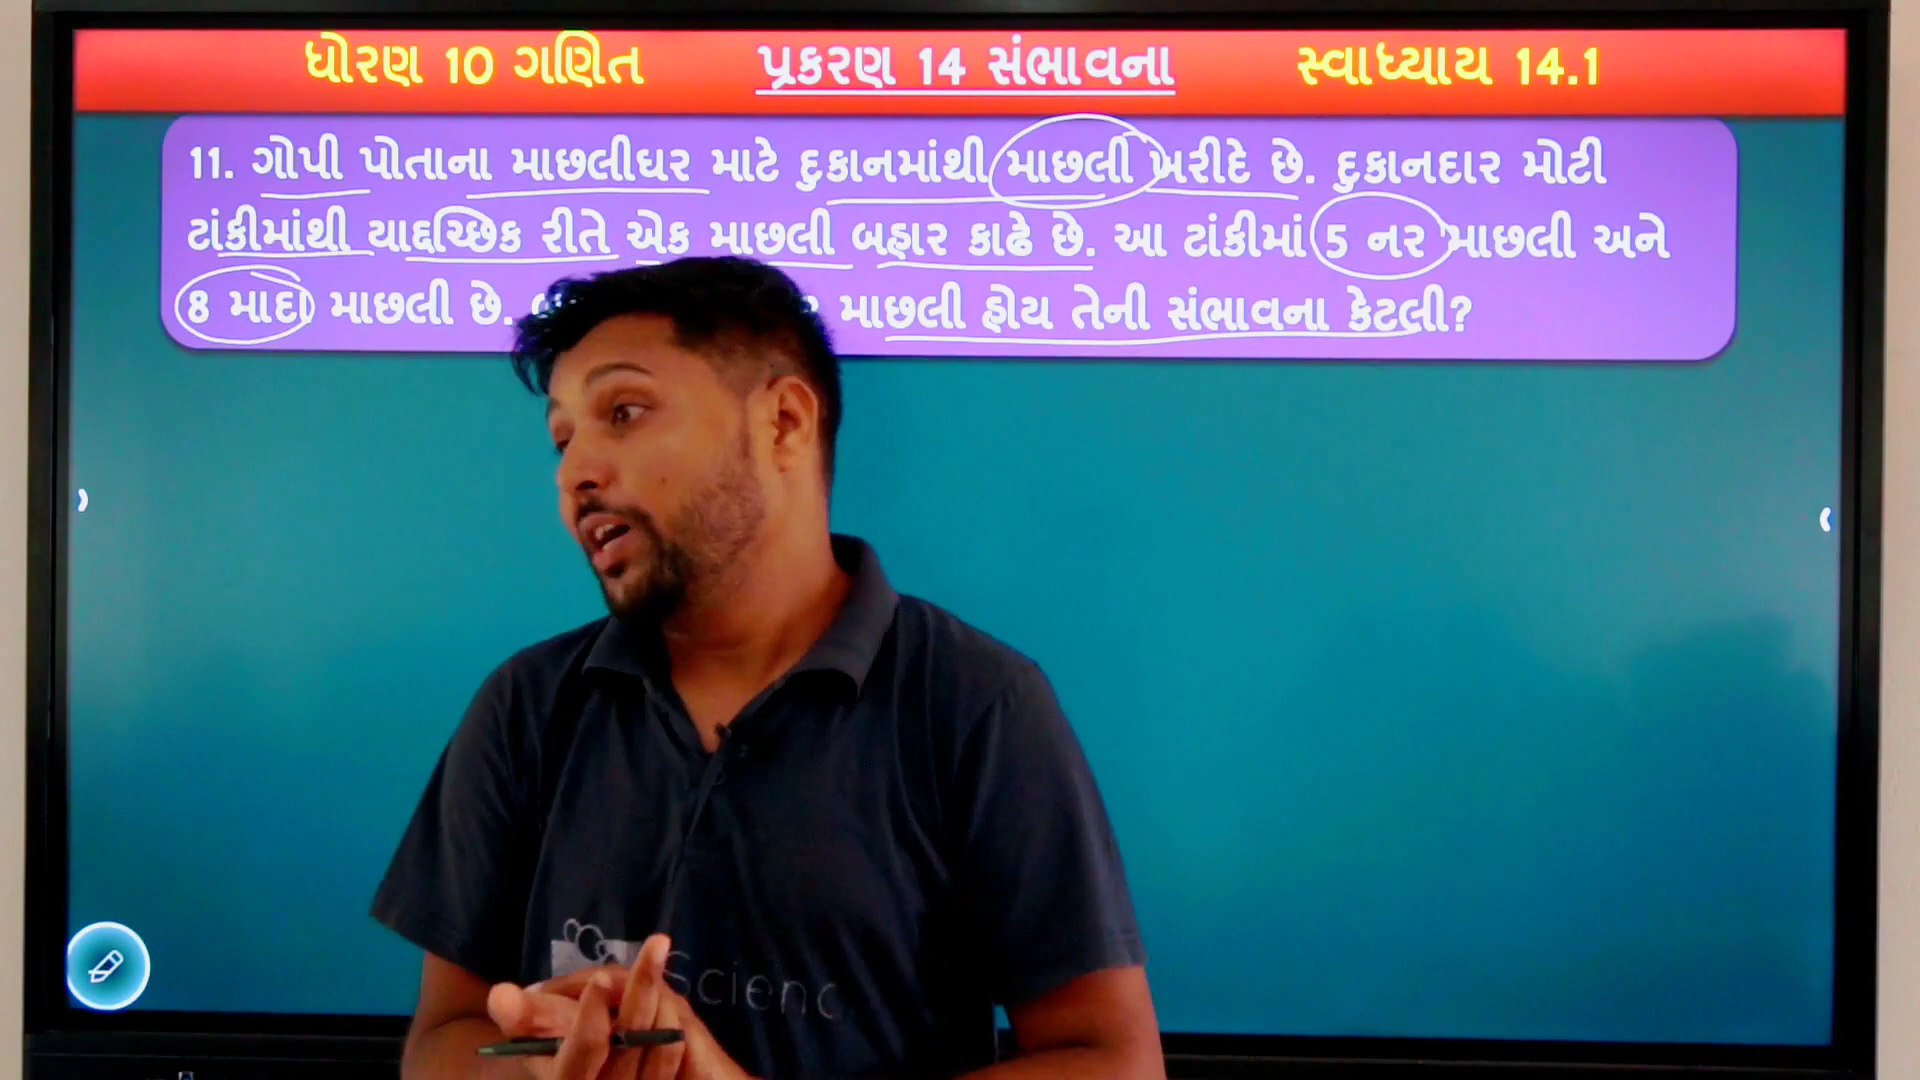 ધોરણ 10 ગણિત પ્રકરણ 14 સંભાવના સ્વાધ્યાય 14.1
11. ગોપી પોતાના માછલીઘર માટે દુકાનમાંથી માછલી ખરીદે છે. દુકાનદાર મોટી
ટાંકીમાંથી યાદ્દચ્છિક રીતે એક માછલી બહાર કાઢે છે. આ ટાંકીમાં 5 નર માછલી અને
8 માદા માછલી છે. માછલી હોય તેની સંભાવના કેટલી?
Scienc